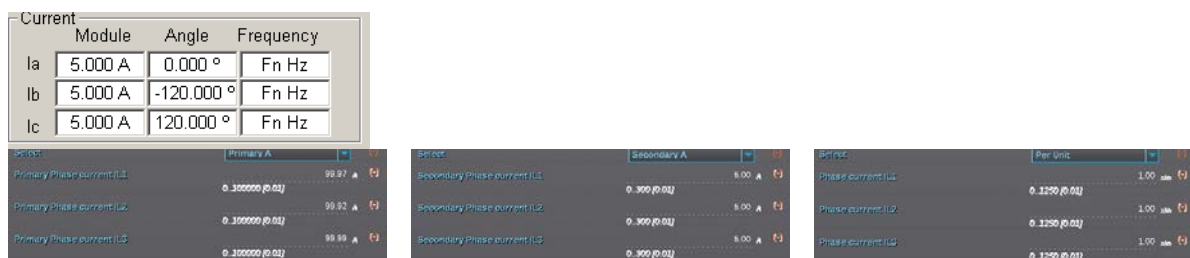 Current
Module Angle Frequency
Ia 5.000 A 0.000 º Fn Hz
Ib 5.000 A -120.000 º Fn Hz
Ic 5.000 A 120.000 º Fn Hz
Select Primary A
Primary Phase current IL1 99.97 A
0..300000 [0.01]
Primary Phase current IL2 99.92 A
0..300000 [0.01]
Primary Phase current IL3 99.99 A
0..300000 [0.01]
Select Secondary A
Secondary Phase current IL1 5.00 A
0..300 [0.01]
Secondary Phase current IL2 5.00 A
0..300 [0.01]
Secondary Phase current IL3 5.00 A
0..300 [0.01]
Select Per Unit
Phase current IL1 1.00 xIn
0..1250 [0.01]
Phase current IL2 1.00 xIn
0..1250 [0.01]
Phase current IL3 1.00 xIn
0..1250 [0.01]